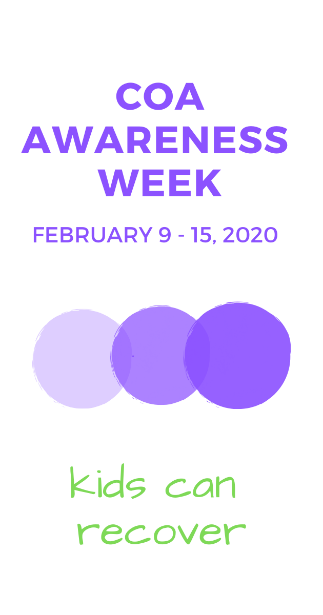 COA
AWARENESS
WEEK
FEBRUARY 9 - 15, 2020
kids can
recover